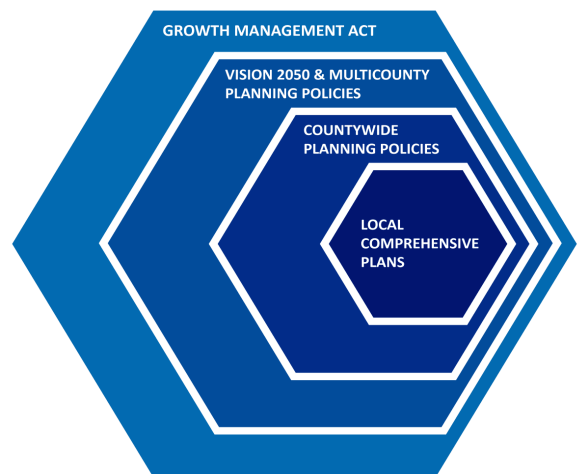 GROWTH MANAGEMENT ACT
VISION 2050 & MULTICOUNTY
PLANNING POLICIES
COUNTYWIDE
PLANNING POLICIES
LOCAL
COMPREHENSIVE
PLANS